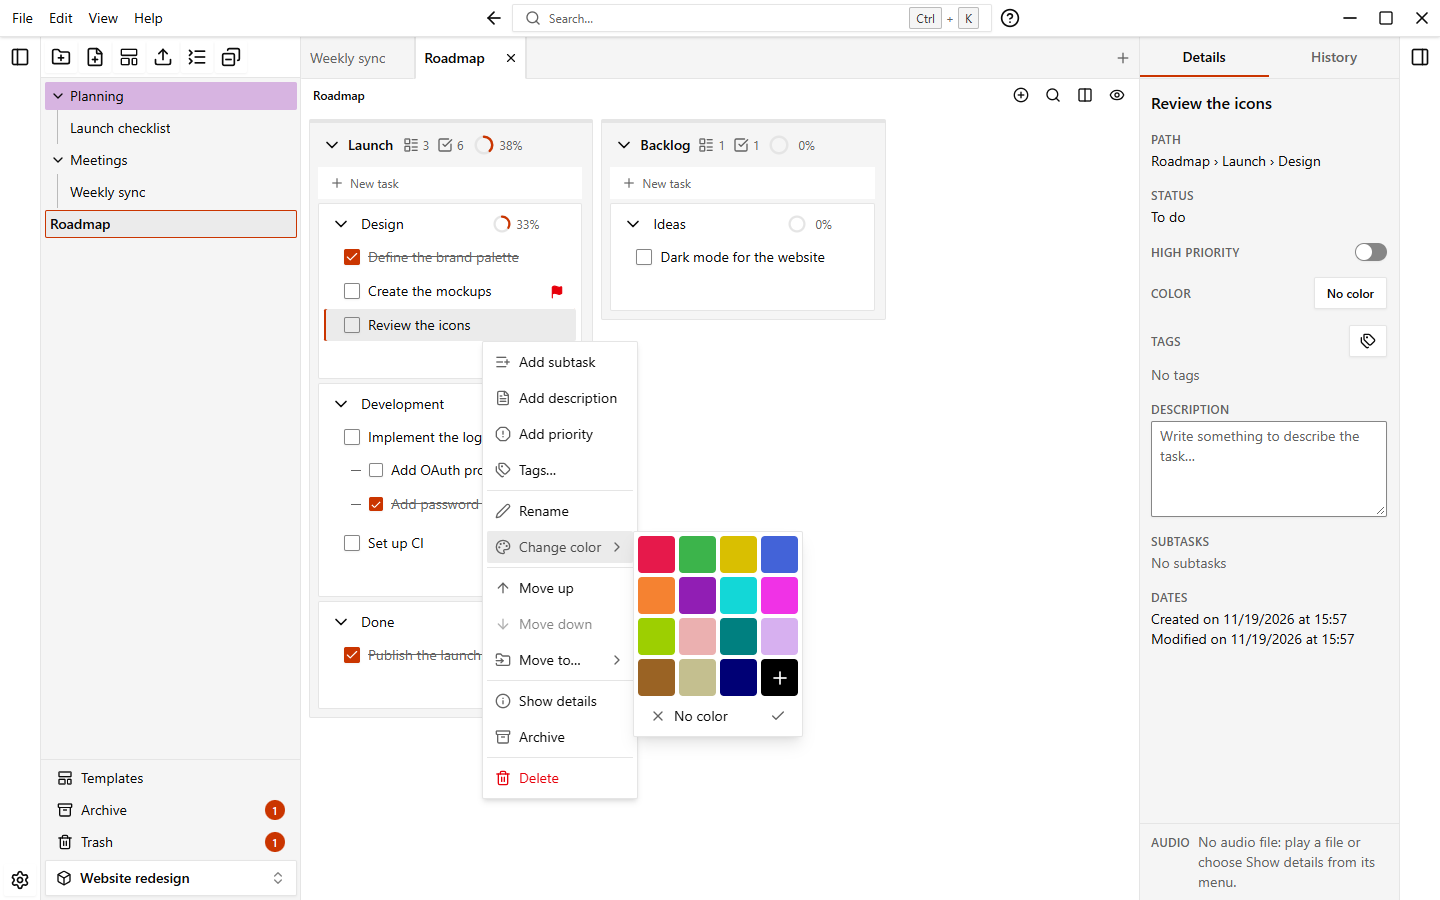 File Edit View Help
Search... Ctrl + K
Weekly sync
Roadmap
Details
History
Planning
Launch checklist
Meetings
Weekly sync
Roadmap
Templates
Archive 1
Trash 1
Website redesign
Roadmap
Launch 3 6 38%
New task
Design 33%
Define the brand palette
Create the mockups
Review the icons
Development
Implement the log
Add OAuth pro
Add password
Set up CI
Done
Publish the launch
Backlog 1 1 0%
New task
Ideas 0%
Dark mode for the website
Add subtask
Add description
Add priority
Tags...
Rename
Change color
Move up
Move down
Move to...
Show details
Archive
Delete
No color
Review the icons
PATH
Roadmap › Launch › Design
STATUS
To do
HIGH PRIORITY
COLOR No color
TAGS
No tags
DESCRIPTION
Write something to describe the
task...
SUBTASKS
No subtasks
DATES
Created on 11/19/2026 at 15:57
Modified on 11/19/2026 at 15:57
AUDIO No audio file: play a file or
choose Show details from its
menu.